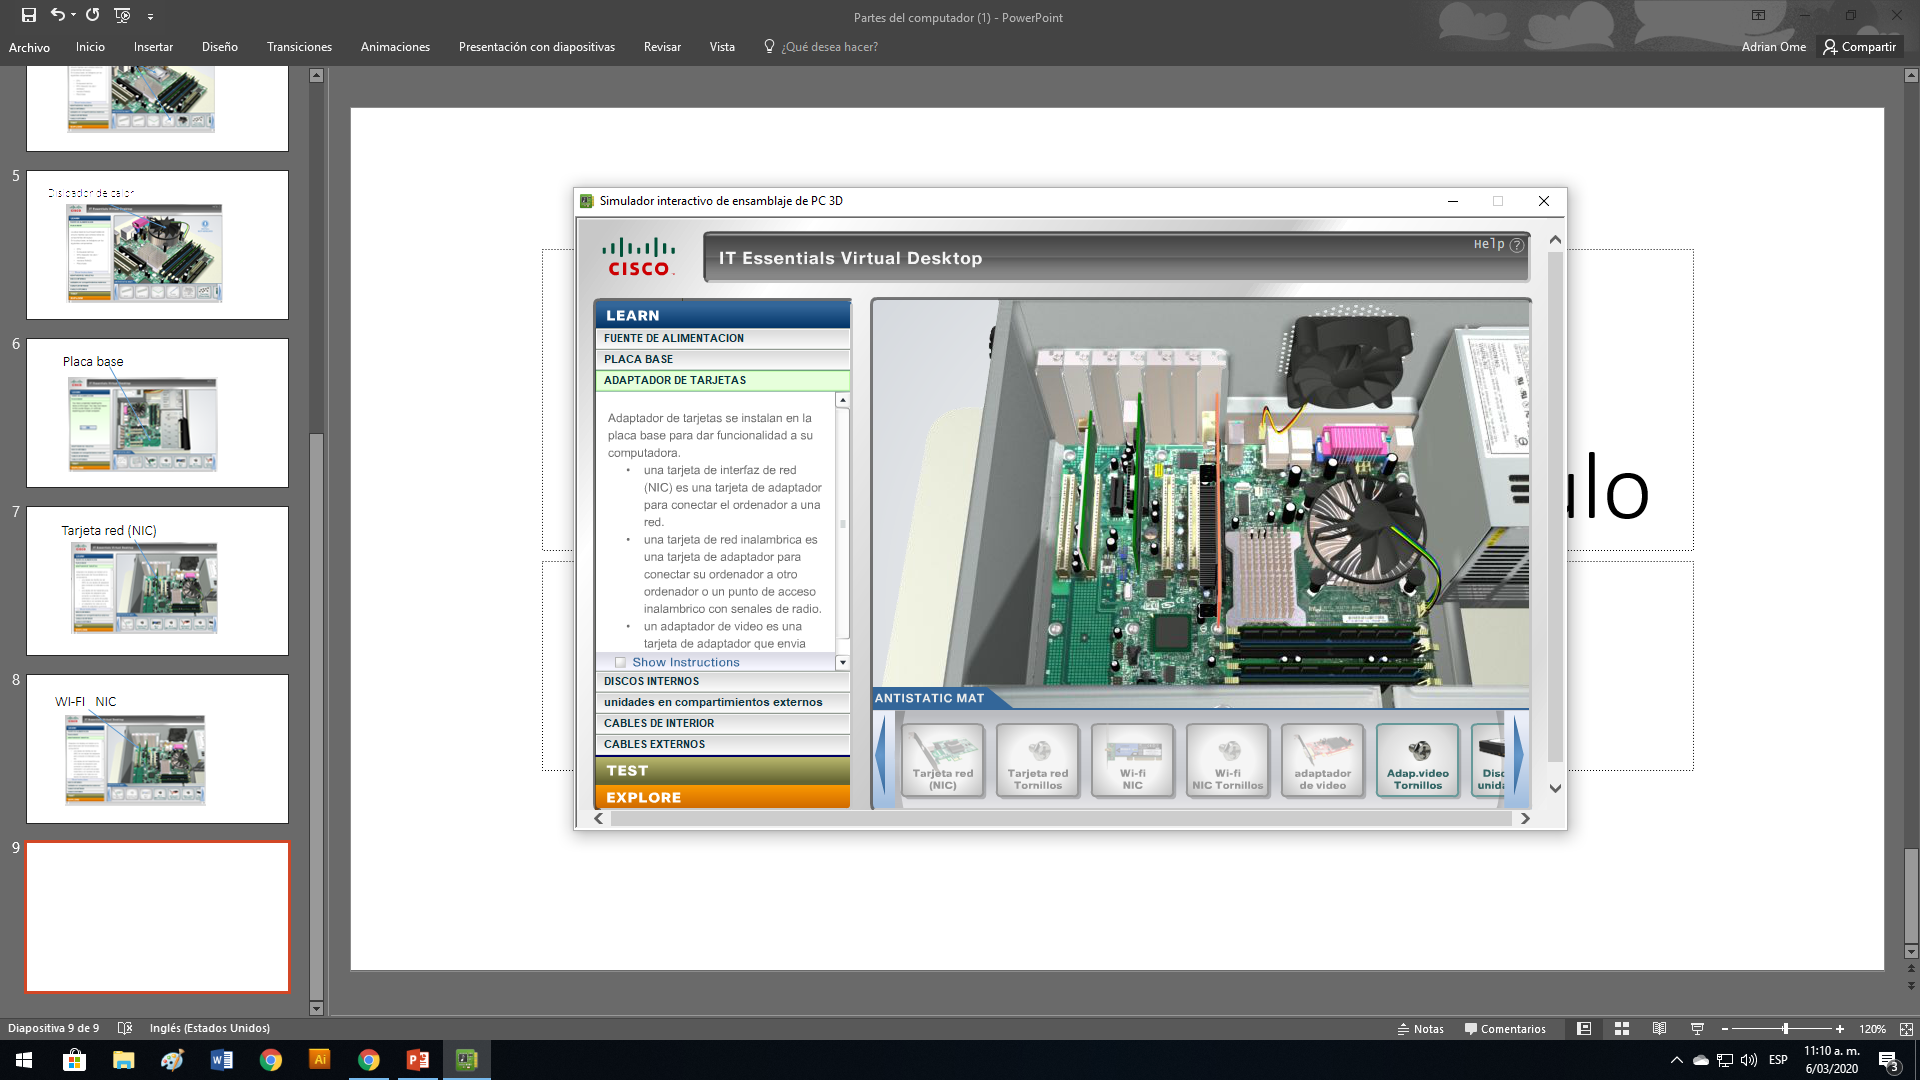 Partes del computador (1) - PowerPoint
Archivo Inicio Insertar Diseño Transiciones Animaciones Presentación con diapositivas Revisar Vista ¿Qué desea hacer? Adrian Ome Compartir
5
6
Placa base
7
Tarjeta red (NIC)
8
WI-FI NIC
9
ulo
Simulador interactivo de ensamblaje de PC 3D
CISCO
IT Essentials Virtual Desktop
Help ?
LEARN
FUENTE DE ALIMENTACION
PLACA BASE
ADAPTADOR DE TARJETAS
Adaptador de tarjetas se instalan en la
placa base para dar funcionalidad a su
computadora.
• una tarjeta de interfaz de red
(NIC) es una tarjeta de adaptador
para conectar el ordenador a una
red.
• una tarjeta de red inalambrica es
una tarjeta de adaptador para
conectar su ordenador a otro
ordenador o un punto de acceso
inalambrico con senales de radio.
• un adaptador de video es una
tarjeta de adaptador que envia
Show Instructions
DISCOS INTERNOS
unidades en compartimientos externos
CABLES DE INTERIOR
CABLES EXTERNOS
TEST
EXPLORE
ANTISTATIC MAT
Tarjeta red
(NIC)
Tarjeta red
Tornillos
Wi-fi
NIC
Wi-fi
NIC Tornillos
adaptador
de video
Adap.video
Tornillos
Disc
unida
Diapositiva 9 de 9 Inglés (Estados Unidos) Notas Comentarios 120%
ESP
11:10 a. m.
6/03/2020
3